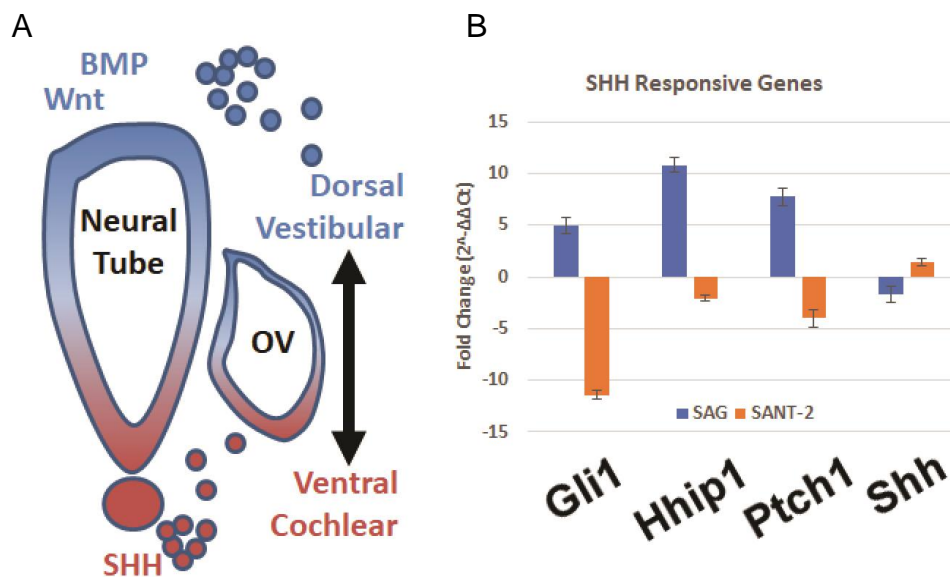 A
BMP
Wnt
Neural
Tube
Dorsal
Vestibular
OV
Ventral
Cochlear
SHH
B
SHH Responsive Genes
Fold Change (2^-ΔΔCt)
15
10
5
0
-5
-10
-15
SAG SANT-2
Gli1 Hhip1 Ptch1 Shh